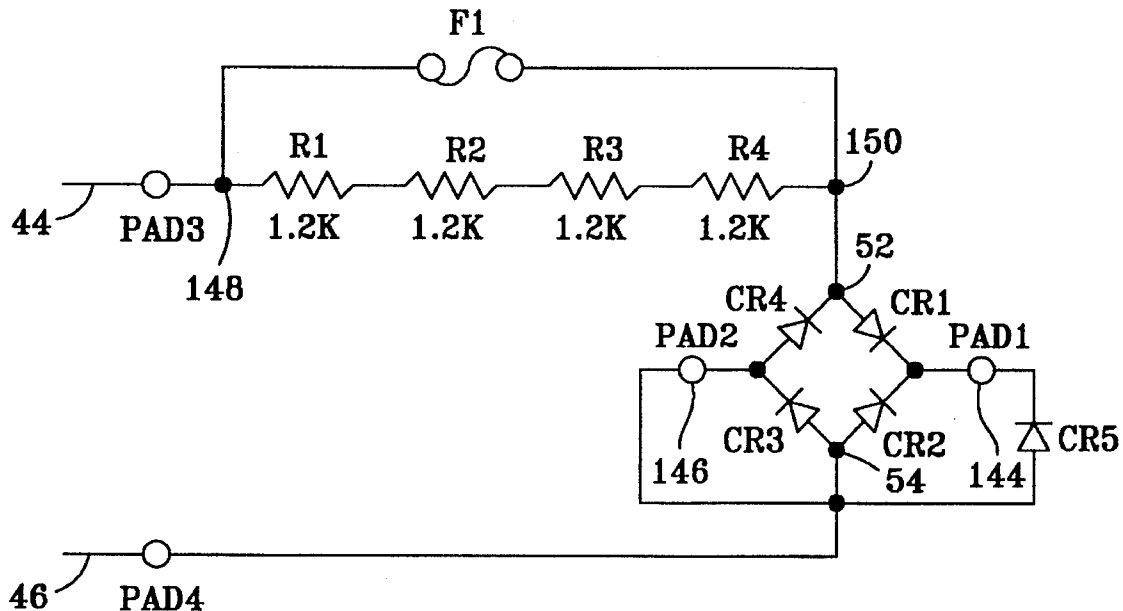 F1
R1 R2 R3 R4 150
44 PAD3 1.2K 1.2K 1.2K 1.2K
148 52
CR4 CR1
PAD2 PAD1
CR3 CR2 CR5
146 54 144
46 PAD4